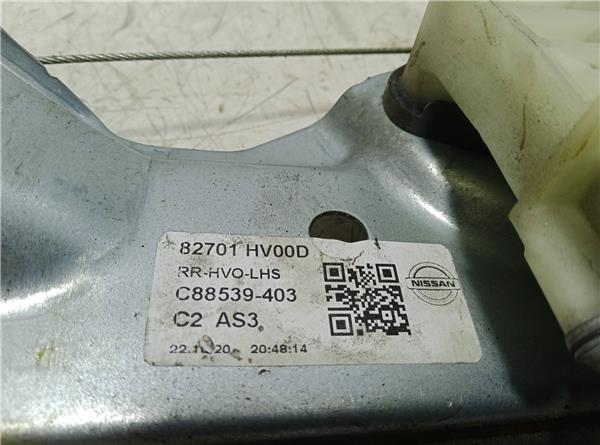 82701 HV00D
RR-HVO-LHS
C88539-403
C2 AS3
20:48:14
NISSAN